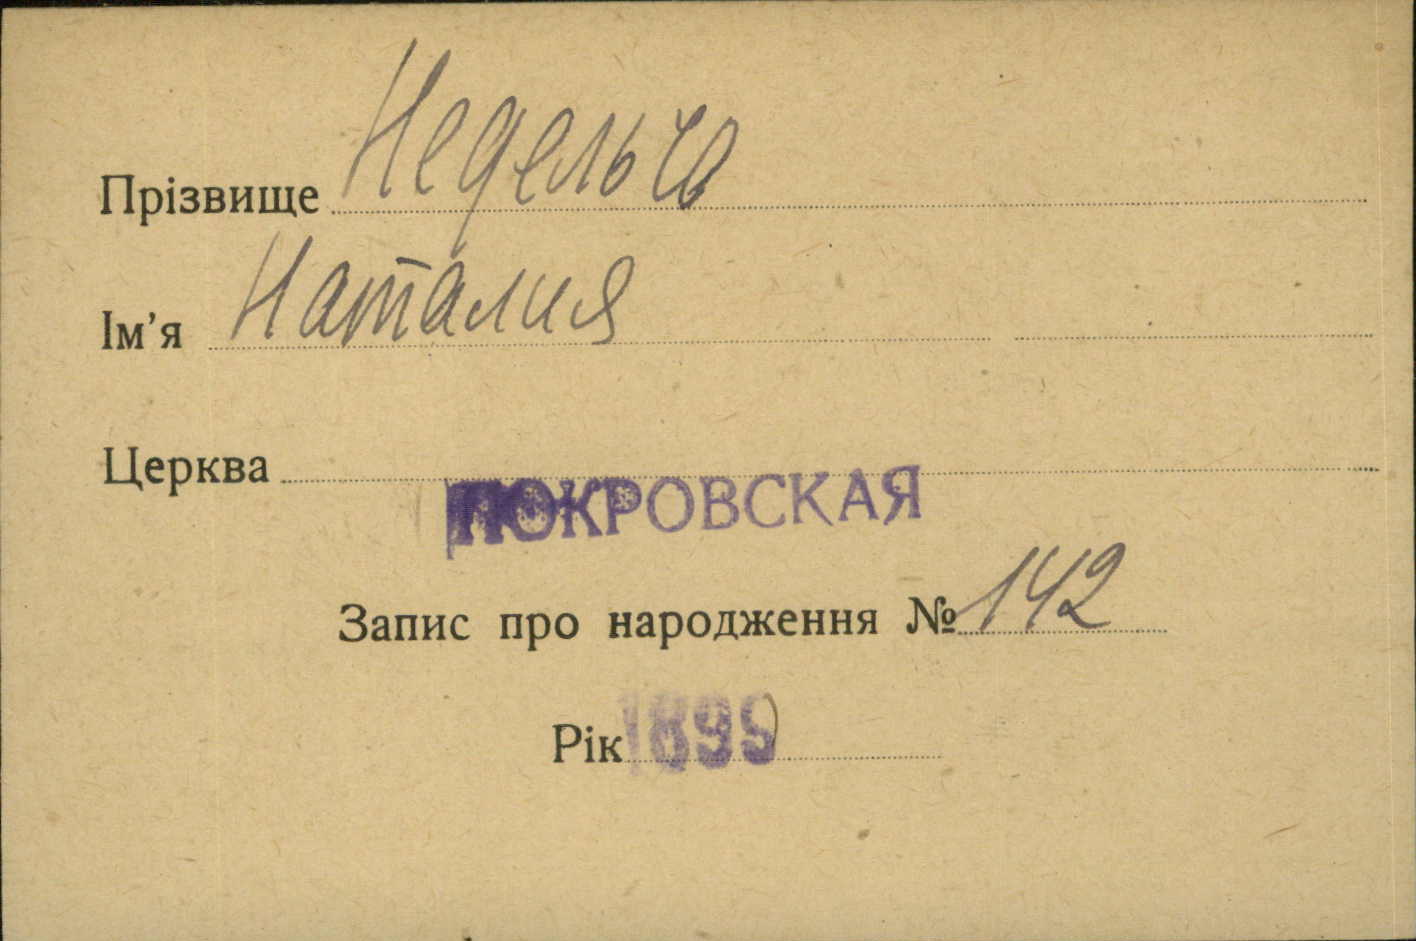 Прізвище Недельчо
Ім'я Наталия
Церква
ПОКРОВСКАЯ
Запис про народження № 142
Рік 1899